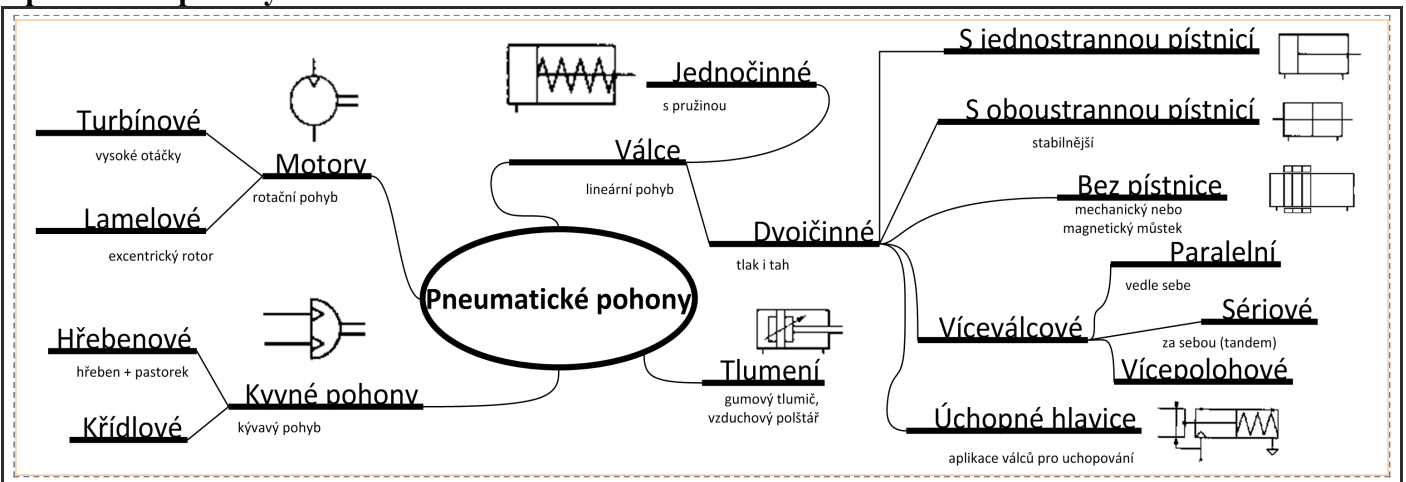 Pneumatické pohony
Motory
rotační pohyb
Turbínové
vysoké otáčky
Lamelové
excentrický rotor
Kyvné pohony
kývavý pohyb
Hřebenové
hřeben + pastorek
Křídlové
Válce
lineární pohyb
Jednočinné
s pružinou
Dvojčinné
tlak i tah
S jednostrannou pístnicí
S oboustrannou pístnicí
stabilnější
Bez pístnice
mechanický nebo
magnetický můstek
Víceválcové
Paralelní
vedle sebe
Sériové
za sebou (tandem)
Vícepolohové
Úchopné hlavice
aplikace válců pro uchopování
Tlumení
gumový tlumič,
vzduchový polštář